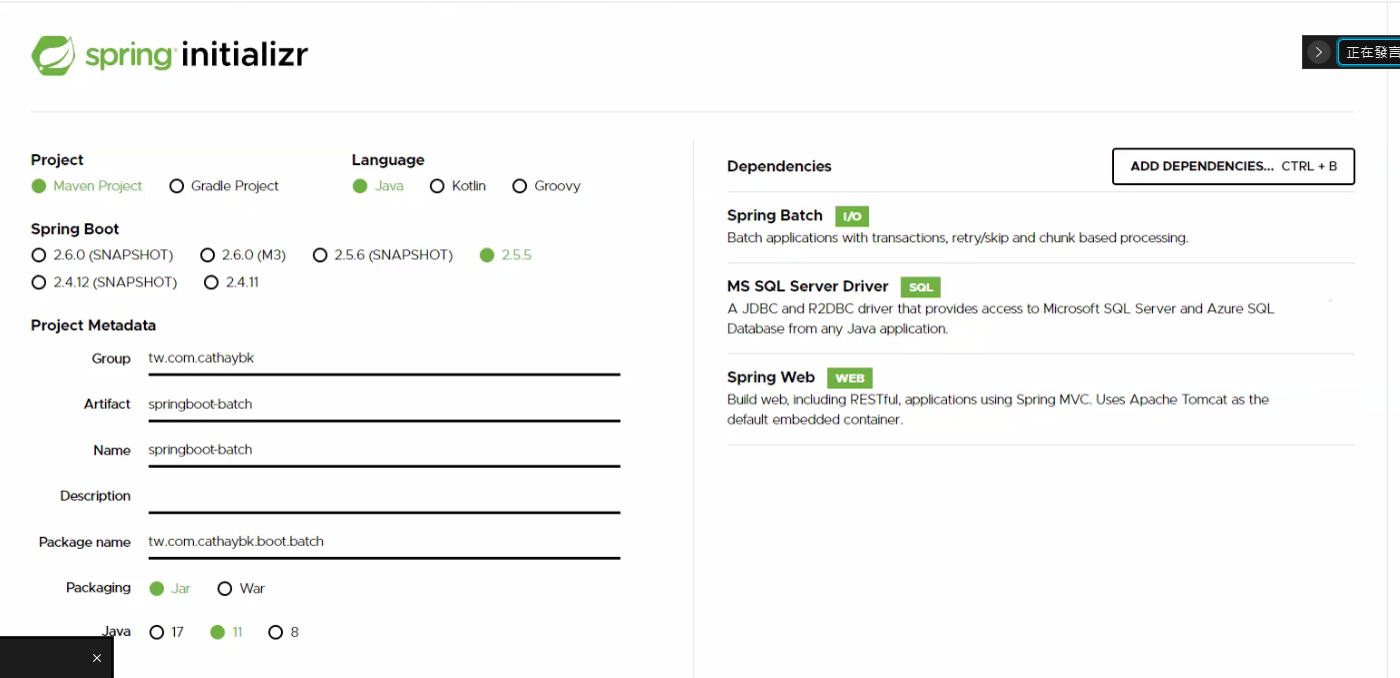 spring initializr
正在發言
Project
Maven Project Gradle Project
Language
Java Kotlin Groovy
Spring Boot
2.6.0 (SNAPSHOT) 2.6.0 (M3) 2.5.6 (SNAPSHOT) 2.5.5
2.4.12 (SNAPSHOT) 2.4.11
Project Metadata
Group tw.com.cathaybk
Artifact springboot-batch
Name springboot-batch
Description
Package name tw.com.cathaybk.boot.batch
Packaging Jar War
Java 17 11 8
Dependencies
ADD DEPENDENCIES... CTRL + B
Spring Batch I/O
Batch applications with transactions, retry/skip and chunk based processing.
MS SQL Server Driver SQL
A JDBC and R2DBC driver that provides access to Microsoft SQL Server and Azure SQL
Database from any Java application.
Spring Web WEB
Build web, including RESTful, applications using Spring MVC. Uses Apache Tomcat as the
default embedded container.